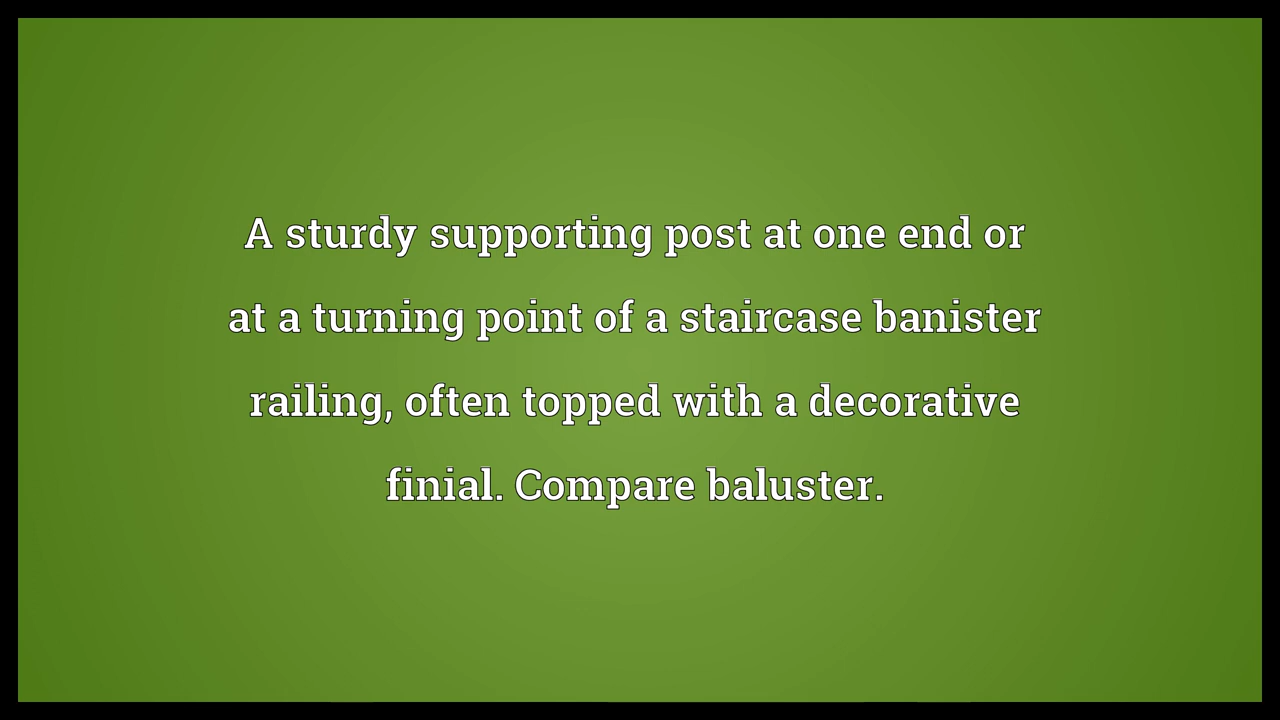 A sturdy supporting post at one end or
at a turning point of a staircase banister
railing, often topped with a decorative
finial. Compare baluster.